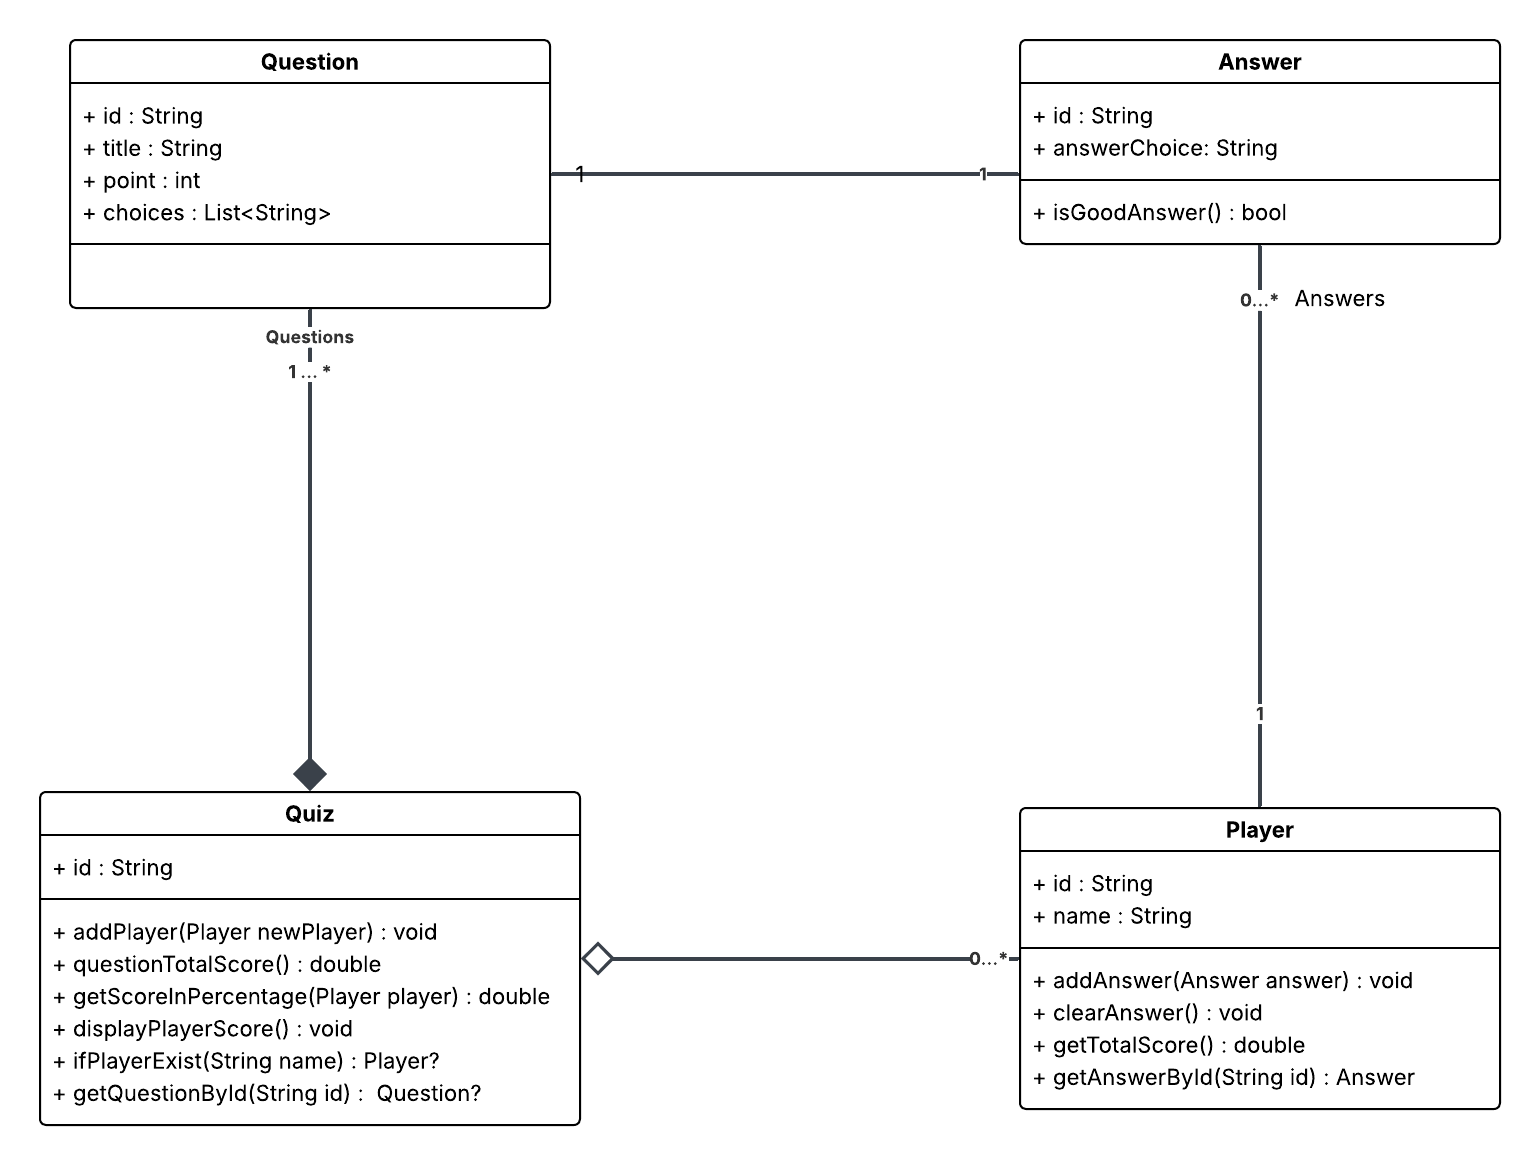 Question
+ id : String
+ title : String
+ point : int
+ choices : List<String>
1
1
Answer
+ id : String
+ answerChoice: String
+ isGoodAnswer() : bool
Questions
1 ... *
0...* Answers
1
Quiz
+ id : String
+ addPlayer(Player newPlayer) : void
+ questionTotalScore() : double
+ getScoreInPercentage(Player player) : double
+ displayPlayerScore() : void
+ ifPlayerExist(String name) : Player?
+ getQuestionById(String id) :  Question?
0...*
Player
+ id : String
+ name : String
+ addAnswer(Answer answer) : void
+ clearAnswer() : void
+ getTotalScore() : double
+ getAnswerById(String id) : Answer